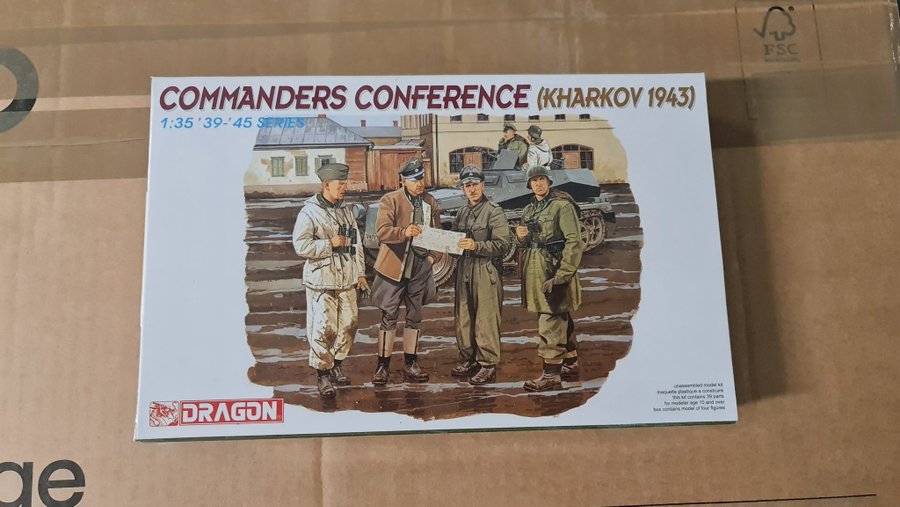 FSC
COMMANDERS CONFERENCE (KHARKOV 1943)
1:35 '39-'45 SERIES
unassembled model kit
maquette plastique a construire
this kit contains 39 parts
for modeler age 10 and over
box contains model of four figures
DRAGON
ge